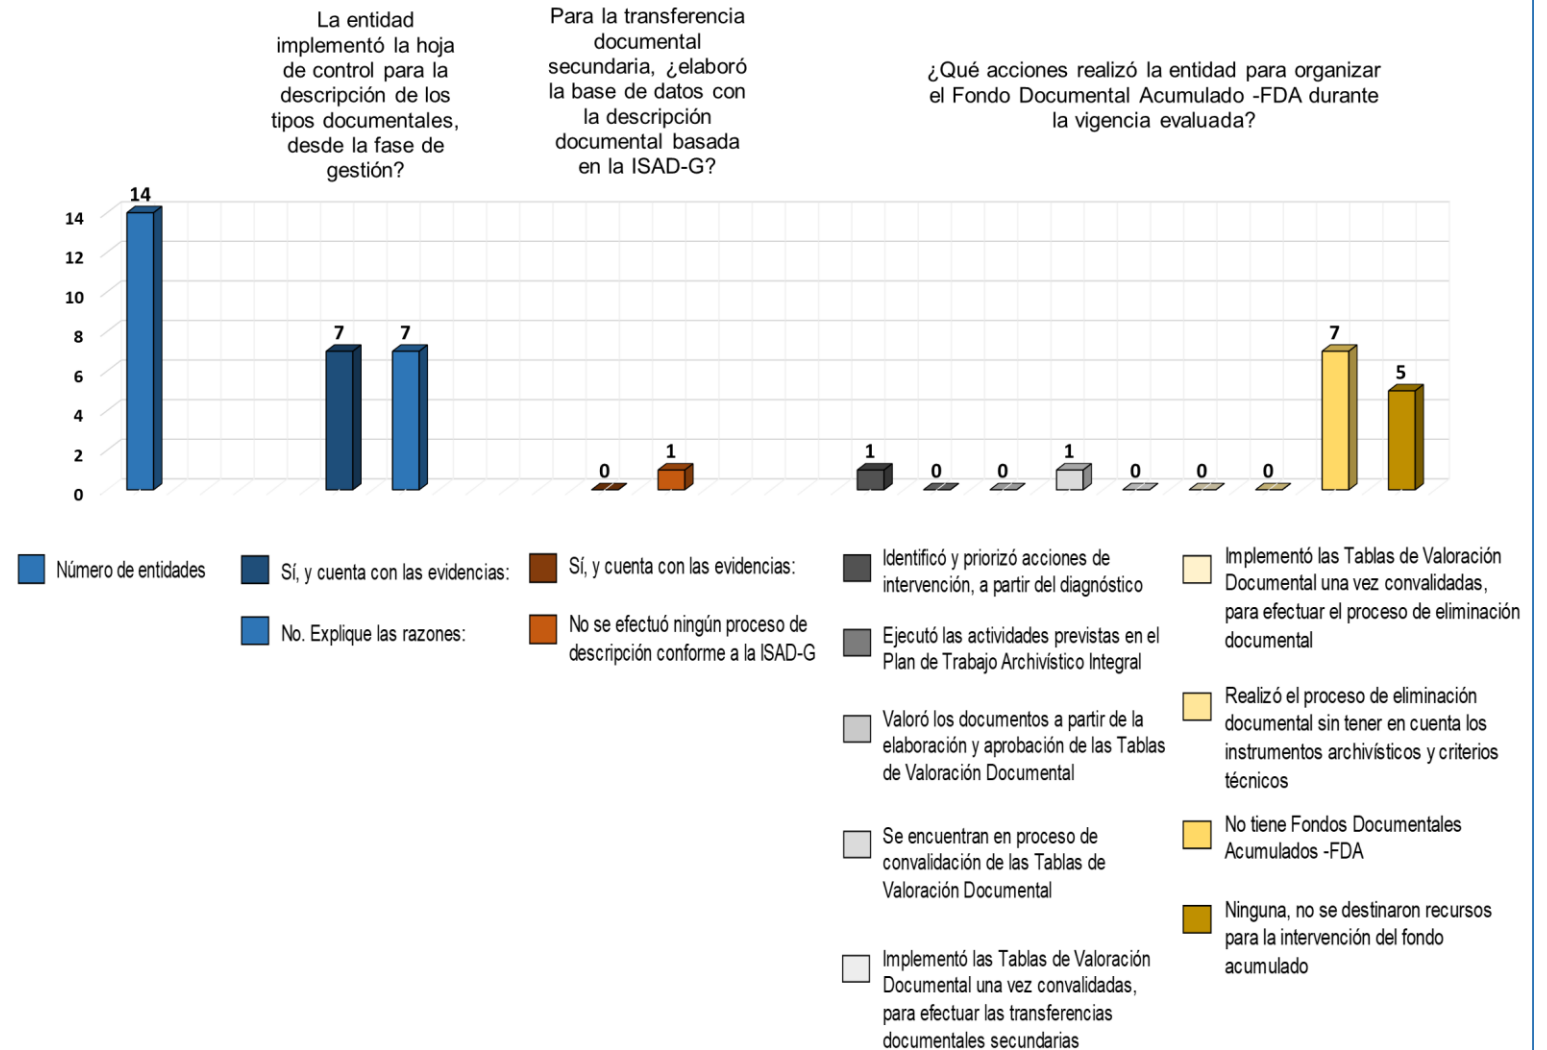 La entidad
implementó la hoja
de control para la
descripción de los
tipos documentales,
desde la fase de
gestión?
Para la transferencia
documental
secundaria, ¿elaboró
la base de datos con
la descripción
documental basada
en la ISAD-G?
¿Qué acciones realizó la entidad para organizar
el Fondo Documental Acumulado -FDA durante
la vigencia evaluada?
14
12
10
8
6
4
2
0
14
7
7
0
1
1
0
0
1
0
0
0
7
5
Número de entidades
Sí, y cuenta con las evidencias:
No. Explique las razones:
Sí, y cuenta con las evidencias:
No se efectuó ningún proceso de
descripción conforme a la ISAD-G
Identificó y priorizó acciones de
intervención, a partir del diagnóstico
Ejecutó las actividades previstas en el
Plan de Trabajo Archivístico Integral
Valoró los documentos a partir de la
elaboración y aprobación de las Tablas
de Valoración Documental
Se encuentran en proceso de
convalidación de las Tablas de
Valoración Documental
Implementó las Tablas de Valoración
Documental una vez convalidadas,
para efectuar las transferencias
documentales secundarias
Implementó las Tablas de Valoración
Documental una vez convalidadas,
para efectuar el proceso de eliminación
documental
Realizó el proceso de eliminación
documental sin tener en cuenta los
instrumentos archivísticos y criterios
técnicos
No tiene Fondos Documentales
Acumulados -FDA
Ninguna, no se destinaron recursos
para la intervención del fondo
acumulado